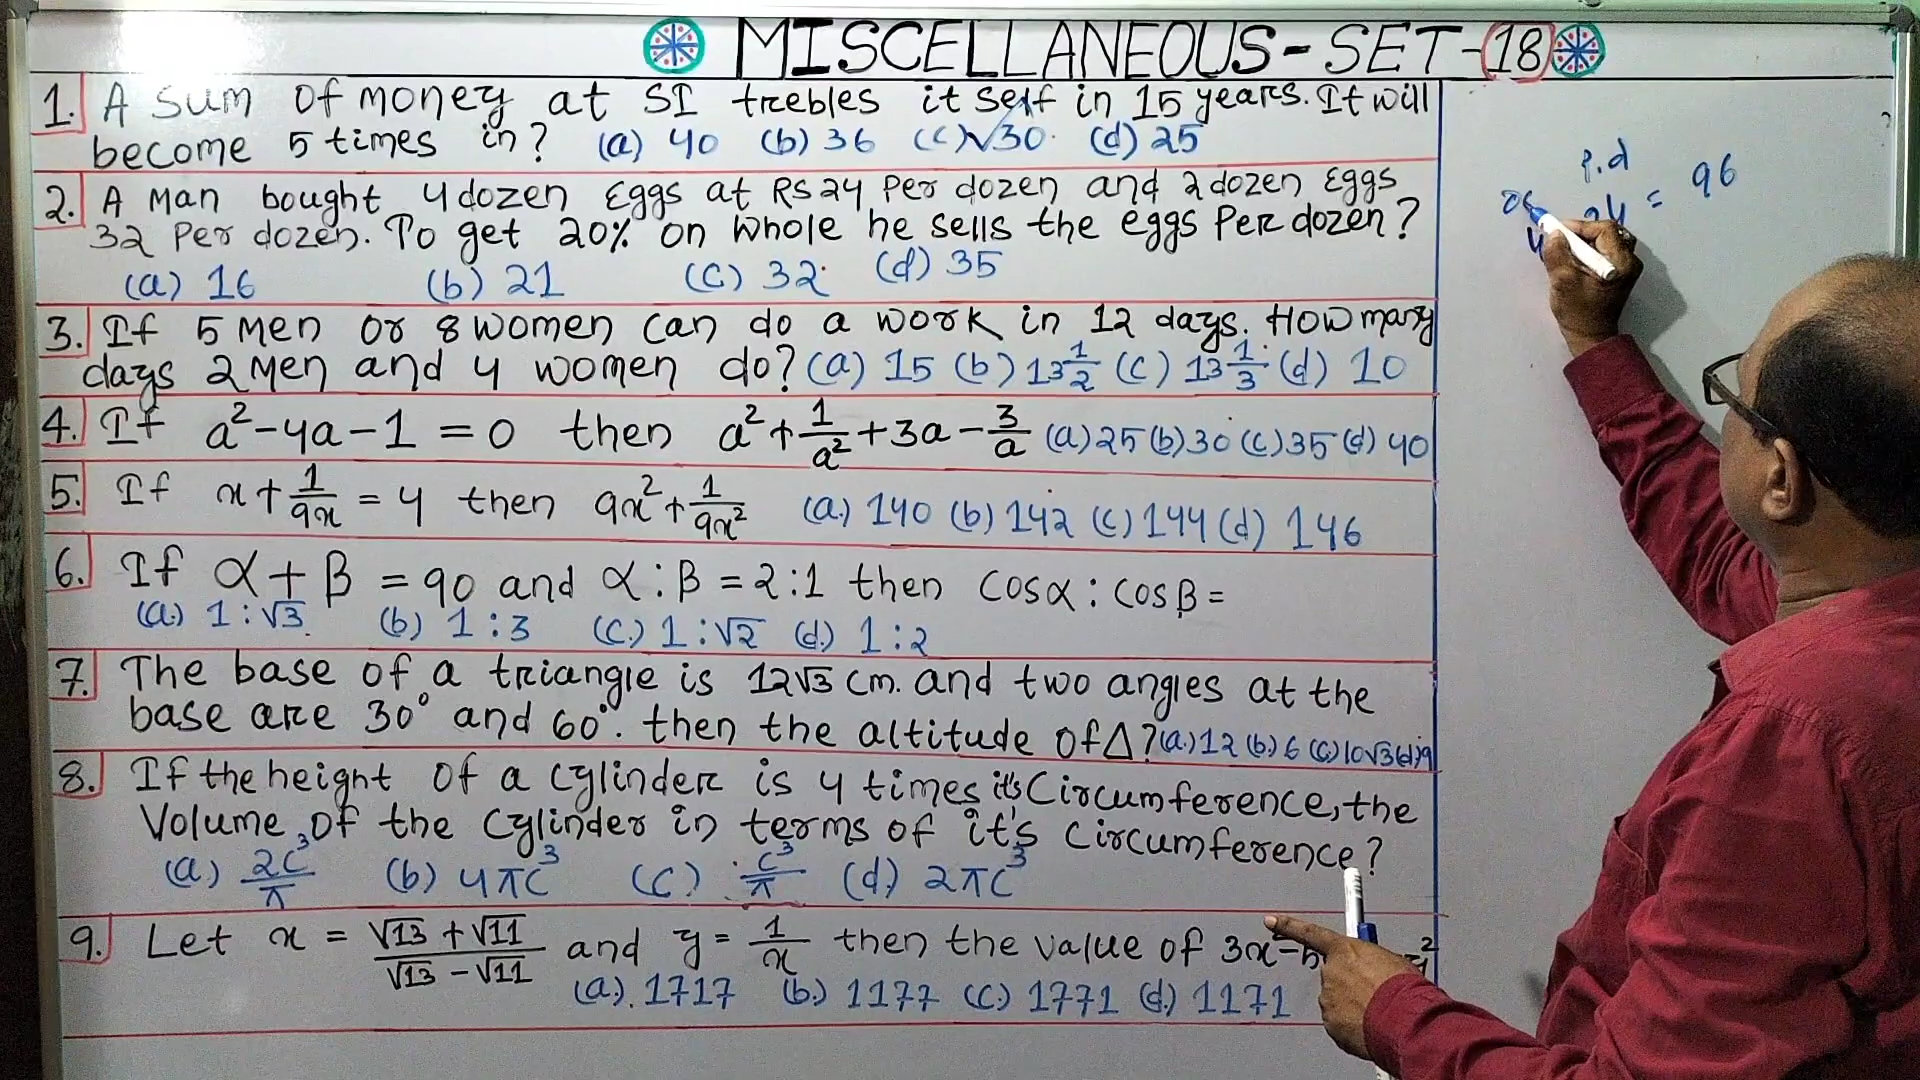 MISCELLANEOUS-SET-18
1. A sum of money at SI trebles it self in 15 years. It will
become 5 times in? (a) 40 (b) 36 (c)√30. (d) 25
2. A Man bought 4 dozen Eggs at RS 24 Per dozen and 2 dozen Eggs
32 Per dozen. To get 20% on whole he sells the eggs Per dozen?
(a) 16 (b) 21 (c) 32 (d) 35
3. If 5 Men or 8 women can do a work in 12 days. How many
days 2 Men and 4 women do? (a) 15 (b) 13 1/2 (c) 13 1/3 (d) 10
4. If a²-4a-1 = 0 then a²+1/a²+3a-3/a (a) 25 (b) 30 (c) 35 (d) 40
5. If x+1/9x = 4 then 9x²+1/9x² (a) 140 (b) 142 (c) 144 (d) 146
6. If α+β = 90 and α:β = 2:1 then cosα : cosβ =
(a) 1:√3 (b) 1:3 (c) 1:√2 (d) 1:2
7. The base of a triangle is 12√3 cm. and two angles at the
base are 30° and 60°. then the altitude of Δ? (a) 12 (b) 6 (c) 10√3 (d) 9
8. If the height of a cylinder is 4 times it's Circumference, the
Volume of the cylinder in terms of it's circumference?
(a) 2c³/π (b) 4πc³ (c) c³/π (d) 2πc³
9. Let x = √13+√11/√13-√11 and y = 1/x then the value of 3x²-
(a) 1717 (b) 1177 (c) 1771 (d) 1171
P.d
24 = 96
4